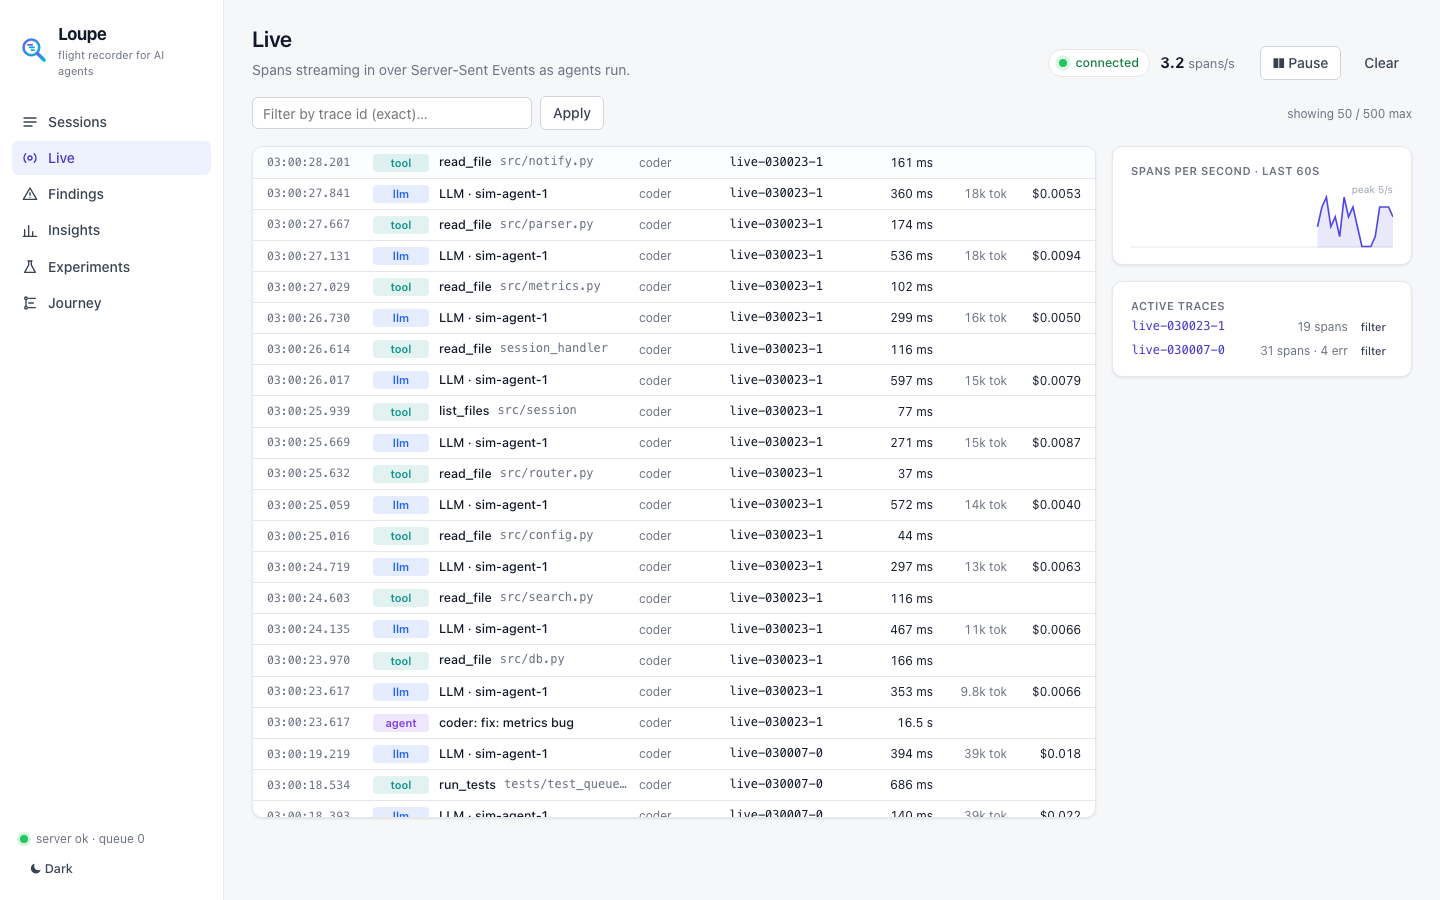 Loupe
flight recorder for AI
agents
Sessions
Live
Findings
Insights
Experiments
Journey
server ok · queue 0
Dark
Live
Spans streaming in over Server-Sent Events as agents run.
connected
3.2 spans/s
Pause
Clear
Filter by trace id (exact)…
Apply
showing 50 / 500 max
03:00:28.201 tool read_file src/notify.py coder live-030023-1 161 ms
03:00:27.841 llm LLM · sim-agent-1 coder live-030023-1 360 ms 18k tok $0.0053
03:00:27.667 tool read_file src/parser.py coder live-030023-1 174 ms
03:00:27.131 llm LLM · sim-agent-1 coder live-030023-1 536 ms 18k tok $0.0094
03:00:27.029 tool read_file src/metrics.py coder live-030023-1 102 ms
03:00:26.730 llm LLM · sim-agent-1 coder live-030023-1 299 ms 16k tok $0.0050
03:00:26.614 tool read_file session_handler coder live-030023-1 116 ms
03:00:26.017 llm LLM · sim-agent-1 coder live-030023-1 597 ms 15k tok $0.0079
03:00:25.939 tool list_files src/session coder live-030023-1 77 ms
03:00:25.669 llm LLM · sim-agent-1 coder live-030023-1 271 ms 15k tok $0.0087
03:00:25.632 tool read_file src/router.py coder live-030023-1 37 ms
03:00:25.059 llm LLM · sim-agent-1 coder live-030023-1 572 ms 14k tok $0.0040
03:00:25.016 tool read_file src/config.py coder live-030023-1 44 ms
03:00:24.719 llm LLM · sim-agent-1 coder live-030023-1 297 ms 13k tok $0.0063
03:00:24.603 tool read_file src/search.py coder live-030023-1 116 ms
03:00:24.135 llm LLM · sim-agent-1 coder live-030023-1 467 ms 11k tok $0.0066
03:00:23.970 tool read_file src/db.py coder live-030023-1 166 ms
03:00:23.617 llm LLM · sim-agent-1 coder live-030023-1 353 ms 9.8k tok $0.0066
03:00:23.617 agent coder: fix: metrics bug coder live-030023-1 16.5 s
03:00:19.219 llm LLM · sim-agent-1 coder live-030007-0 394 ms 39k tok $0.018
03:00:18.534 tool run_tests tests/test_queue… coder live-030007-0 686 ms
03:00:18.393 llm LLM · sim-agent-1 coder live-030007-0 140 ms 39k tok $0.022
SPANS PER SECOND · LAST 60S
peak 5/s
ACTIVE TRACES
live-030023-1 19 spans filter
live-030007-0 31 spans · 4 err filter